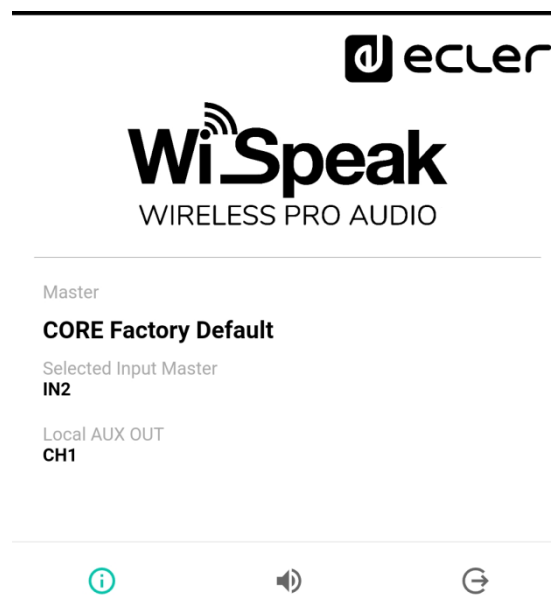 ecler
WiSpeak
WIRELESS PRO AUDIO
Master
CORE Factory Default
Selected Input Master
IN2
Local AUX OUT
CH1